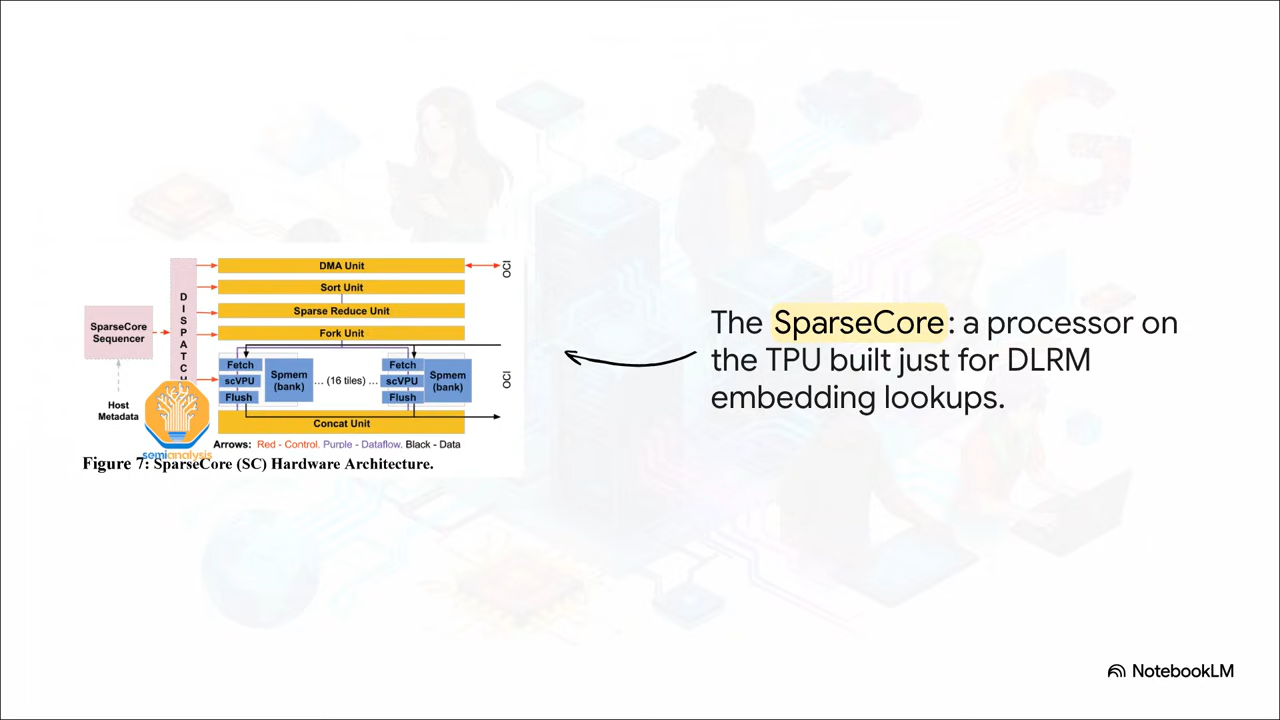 DMA Unit
OCI
Sort Unit
Sparse Reduce Unit
Fork Unit
DISPATCH
SparseCore
Sequencer
Host
Metadata
Fetch
scVPU
Flush
Spmem
(bank)
... (16 tiles) ...
Fetch
scVPU
Flush
Spmem
(bank)
OCI
Concat Unit
Arrows: Red - Control. Purple - Dataflow. Black - Data
semianalysis
Figure 7: SparseCore (SC) Hardware Architecture.
The SparseCore: a processor on
the TPU built just for DLRM
embedding lookups.
NotebookLM